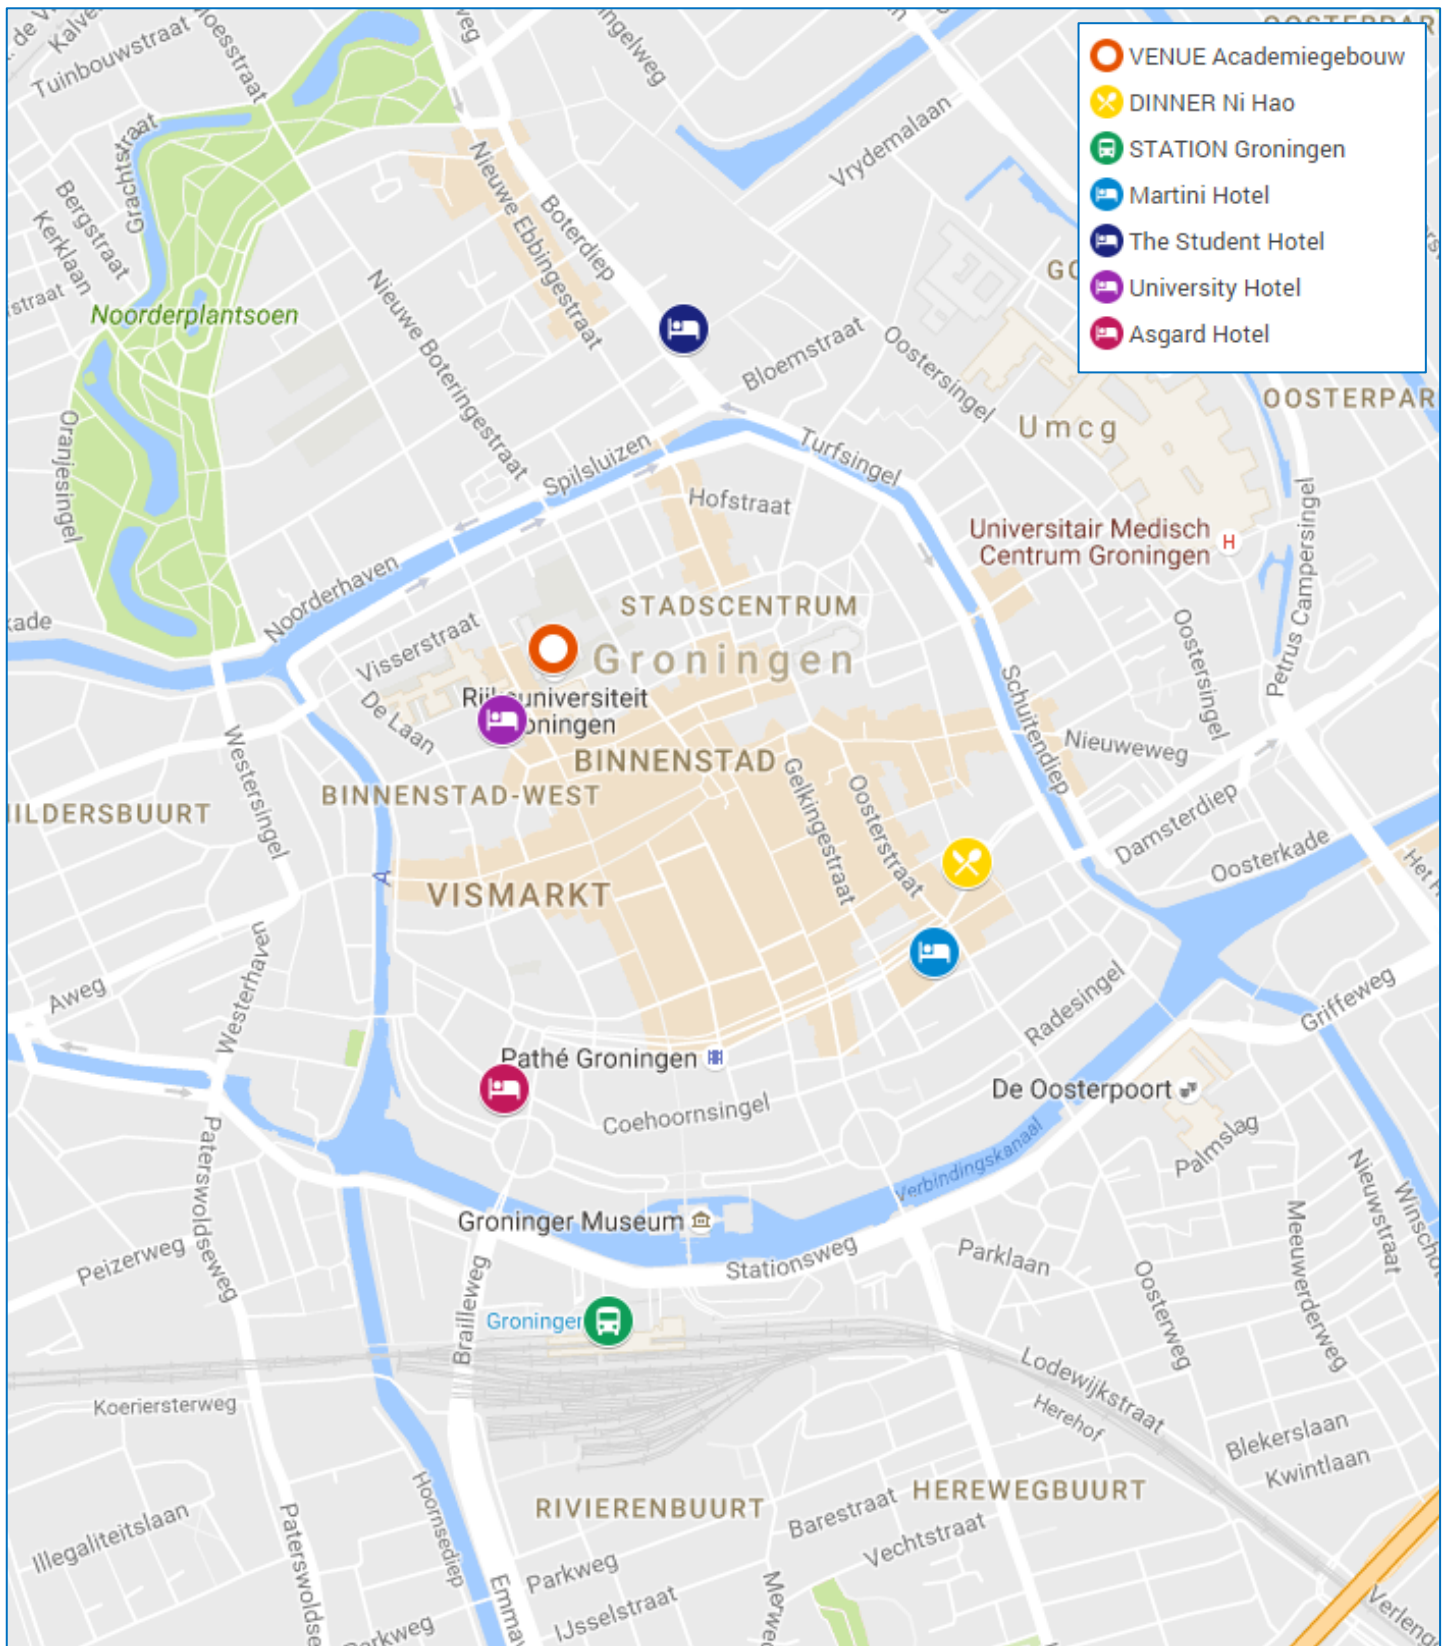 VENUE Academiegebouw
DINNER Ni Hao
STATION Groningen
Martini Hotel
The Student Hotel
University Hotel
Asgard Hotel
Tuinbouwstraat
Grachtstraat
Bergstraat
Kerklaan
Noorderplantsoen
Oranjesingel
Nieuwe Ebbingestraat
Boterdiep
Nieuwe Boteringestraat
Vrydemalaan
Bloemstraat
Oostersingel
Umcg
OOSTERPAR
Spilsluizen
Turfsingel
Hofstraat
Universitair Medisch
Centrum Groningen
H
Petrus Campersingel
Noorderhaven
Visserstraat
STADSCENTRUM
Groningen
De Laan
Oostersingel
Schuitendiep
Nieuweweg
Westersingel
BINNENSTAD
BINNENSTAD-WEST
Gelkingestraat
Oosterstraat
Damsterdiep
Oosterkade
VISMARKT
A
Westerhaven
Aweg
Radesingel
Griffeweg
Pathé Groningen
Coehoornsingel
De Oosterpoort
Palmslag
Verbindingskanaal
Paterswoldseweg
Groninger Museum
Stationsweg
Peizerweg
Brailleweg
Parklaan
Oosterweg
Meeuwerderweg
Nieuwstraat
Koeriersterweg
Lodewijkstraat
Herehof
Blekerslaan
Kwintlaan
HEREWEGBUURT
RIVIERENBUURT
Barestraat
Vechtstraat
Hoornsediep
Illegaliteitslaan
Parkweg
IJsselstraat